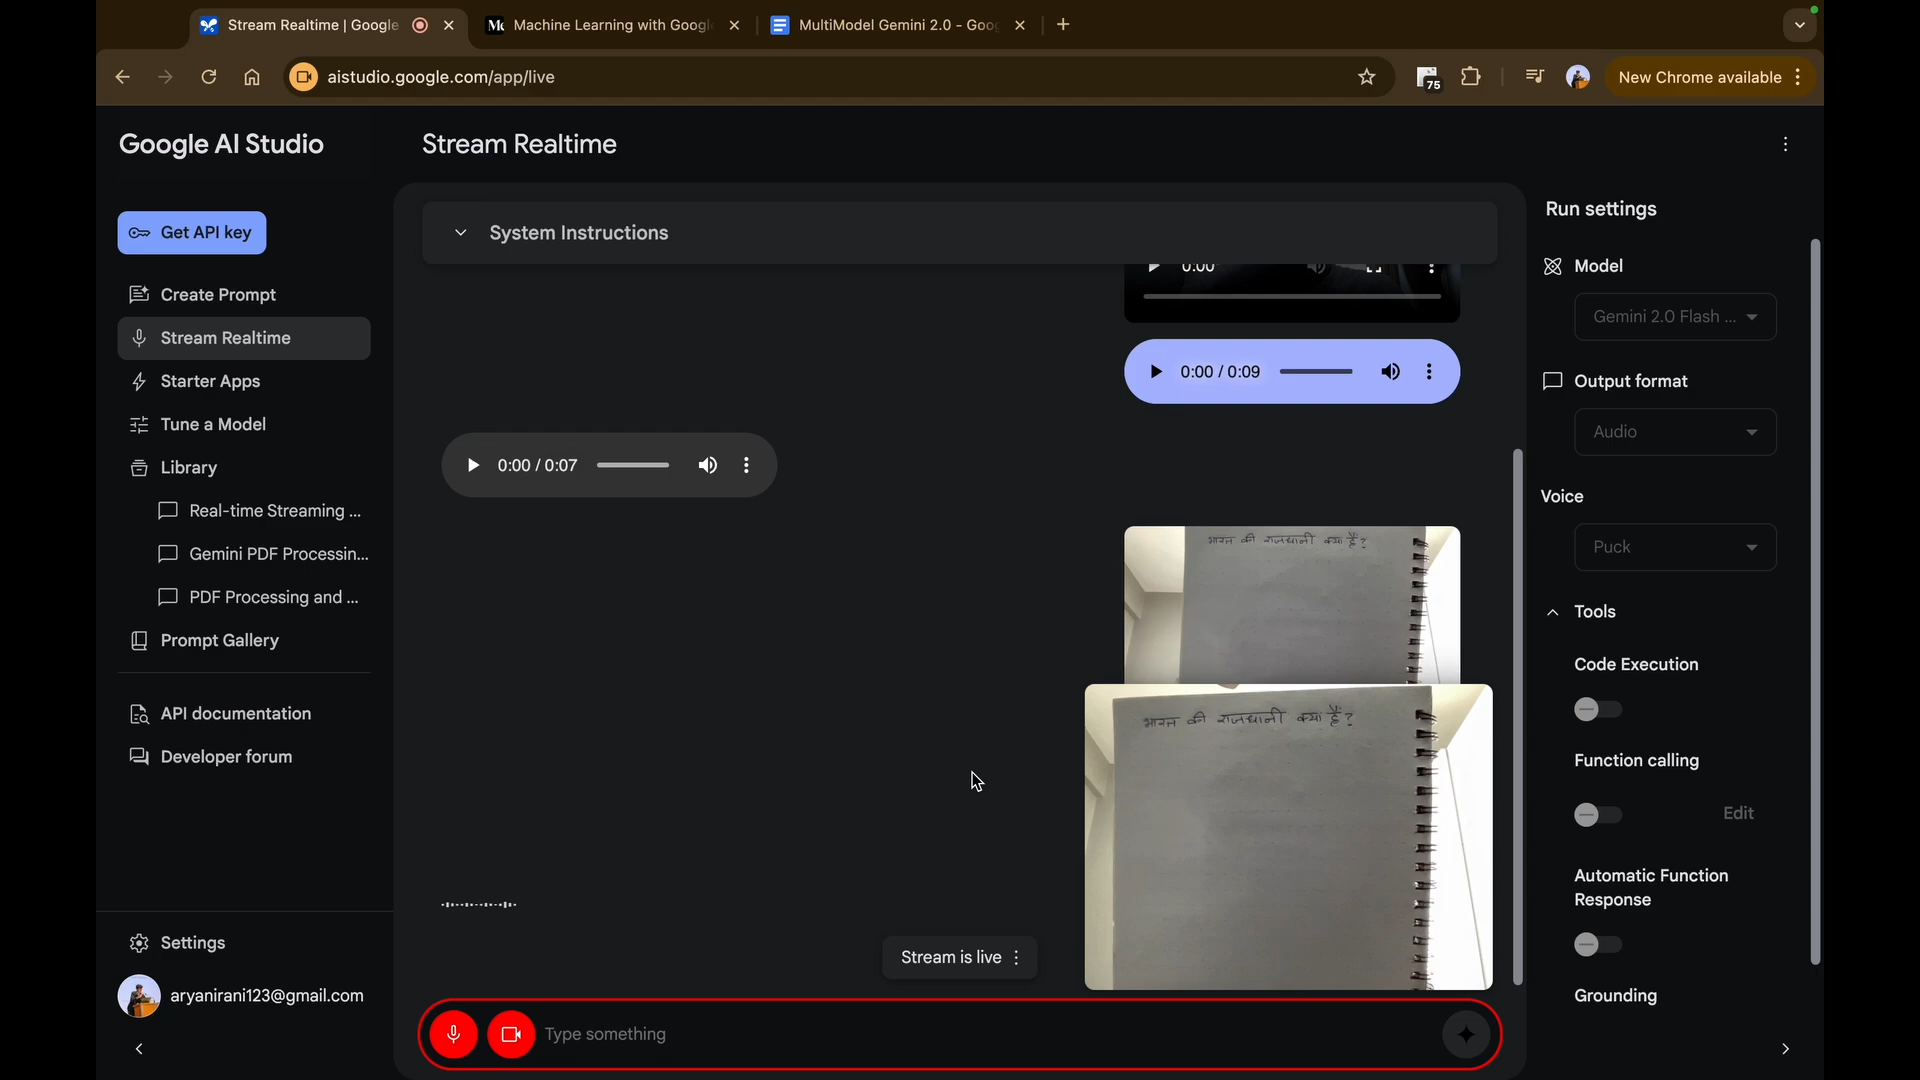 Stream Realtime | Google
Machine Learning with Googl
MultiModel Gemini 2.0 - Goo
aistudio.google.com/app/live
75
New Chrome available
Google AI Studio
Stream Realtime
Get API key
Create Prompt
Stream Realtime
Starter Apps
Tune a Model
Library
Real-time Streaming ...
Gemini PDF Processin...
PDF Processing and ...
Prompt Gallery
API documentation
Developer forum
Settings
aryanirani123@gmail.com
System Instructions
0:00
0:00 / 0:09
0:00 / 0:07
भारत की राजधानी क्या है?
भारत की राजधानी क्या है?
Stream is live
Type something
Run settings
Model
Gemini 2.0 Flash ...
Output format
Audio
Voice
Puck
Tools
Code Execution
Function calling
Edit
Automatic Function
Response
Grounding